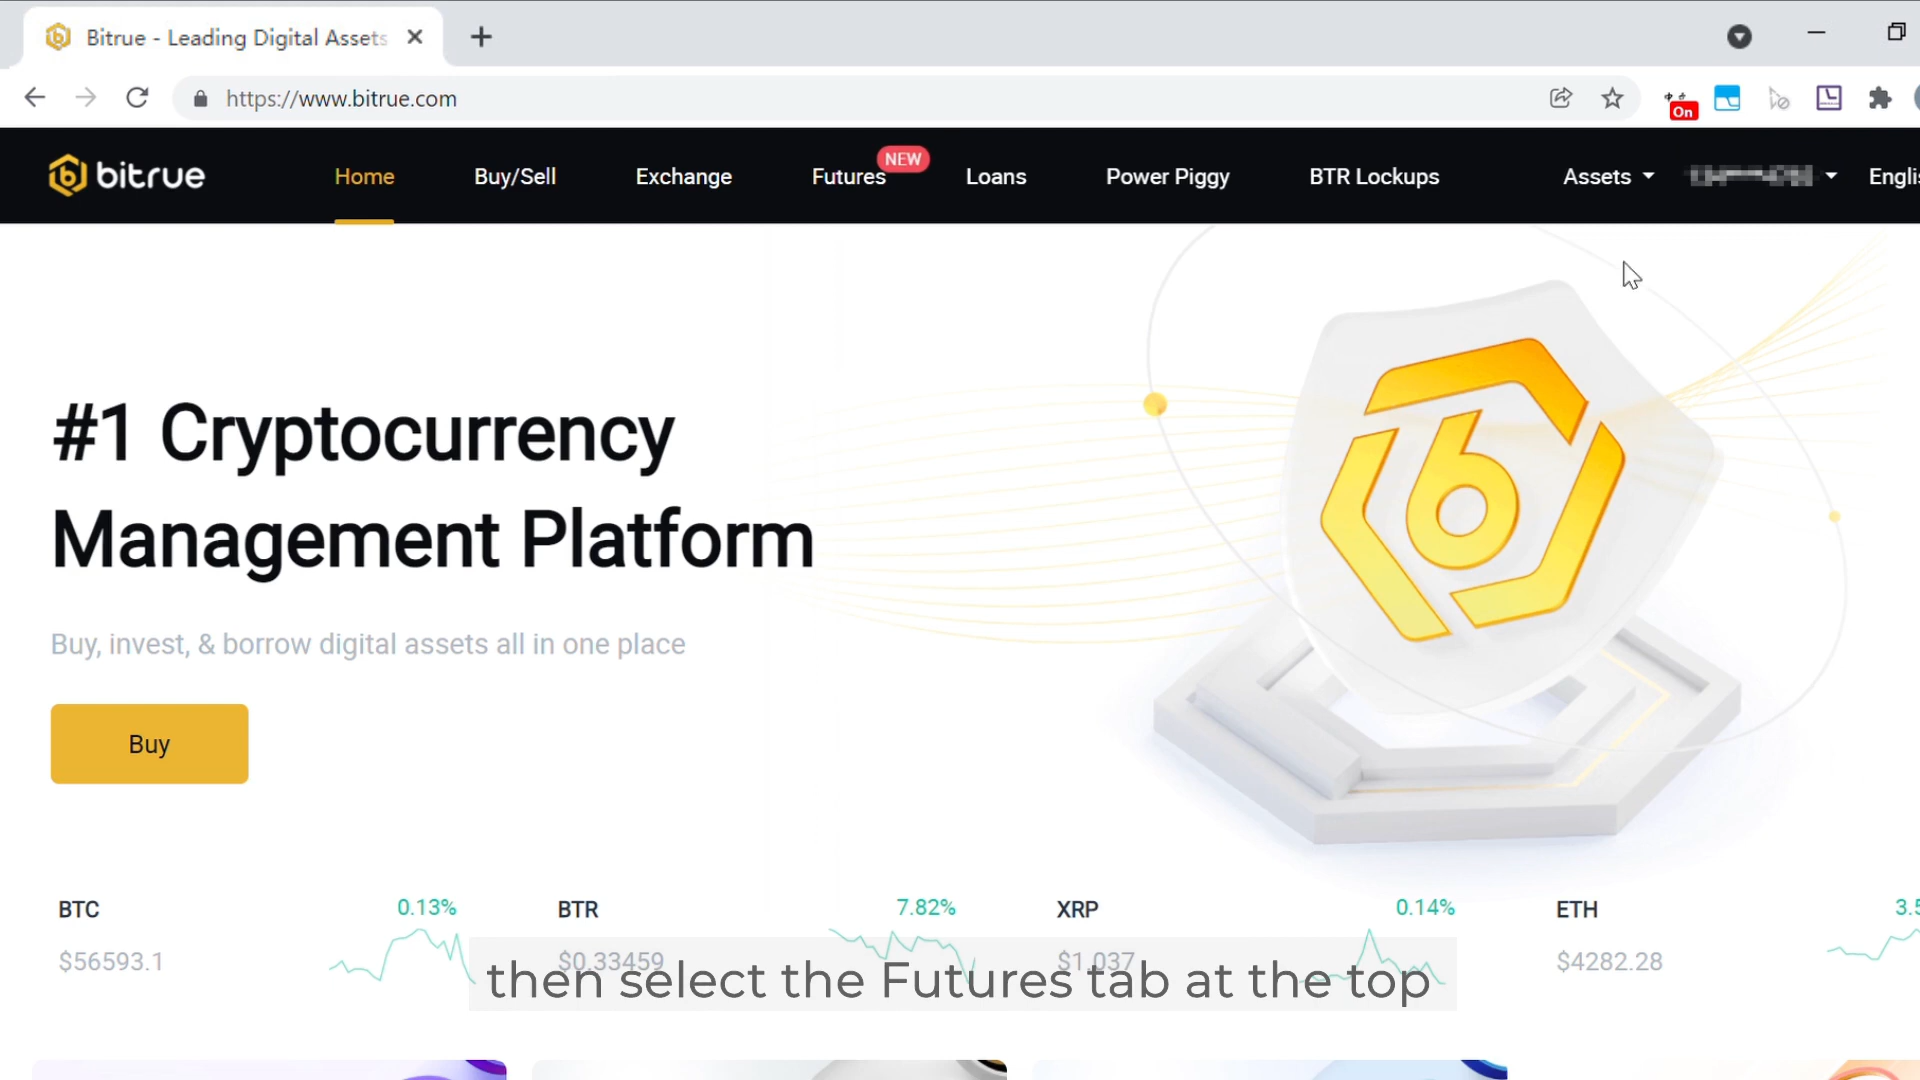 Bitrue - Leading Digital Assets
https://www.bitrue.com
On
bitrue
Home
Buy/Sell
Exchange
Futures
NEW
Loans
Power Piggy
BTR Lockups
Assets
Englis
#1 Cryptocurrency
Management Platform
Buy, invest, & borrow digital assets all in one place
Buy
BTC
0.13%
$56593.1
BTR
7.82%
$0.33459
XRP
0.14%
$1.037
ETH
3.5
$4282.28
then select the Futures tab at the top